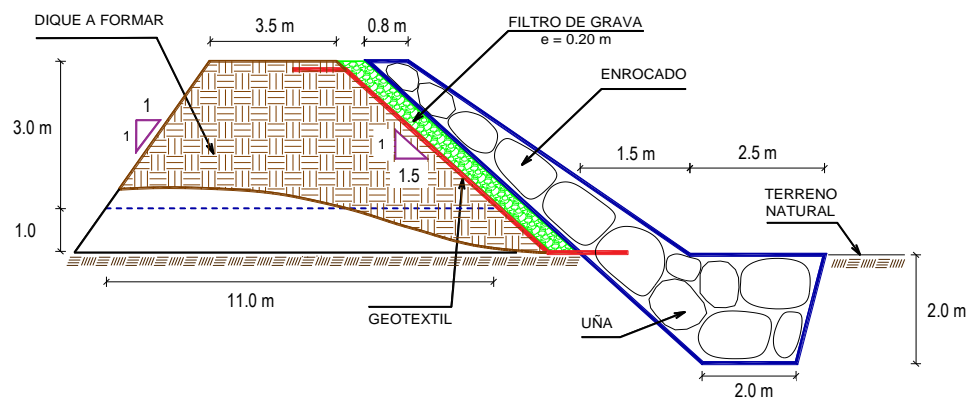 DIQUE A FORMAR
3.5 m
0.8 m
FILTRO DE GRAVA
e = 0.20 m
ENROCADO
3.0 m
1
1
1
1.5
1.5 m
2.5 m
TERRENO
NATURAL
1.0
11.0 m
GEOTEXTIL
UÑA
2.0 m
2.0 m